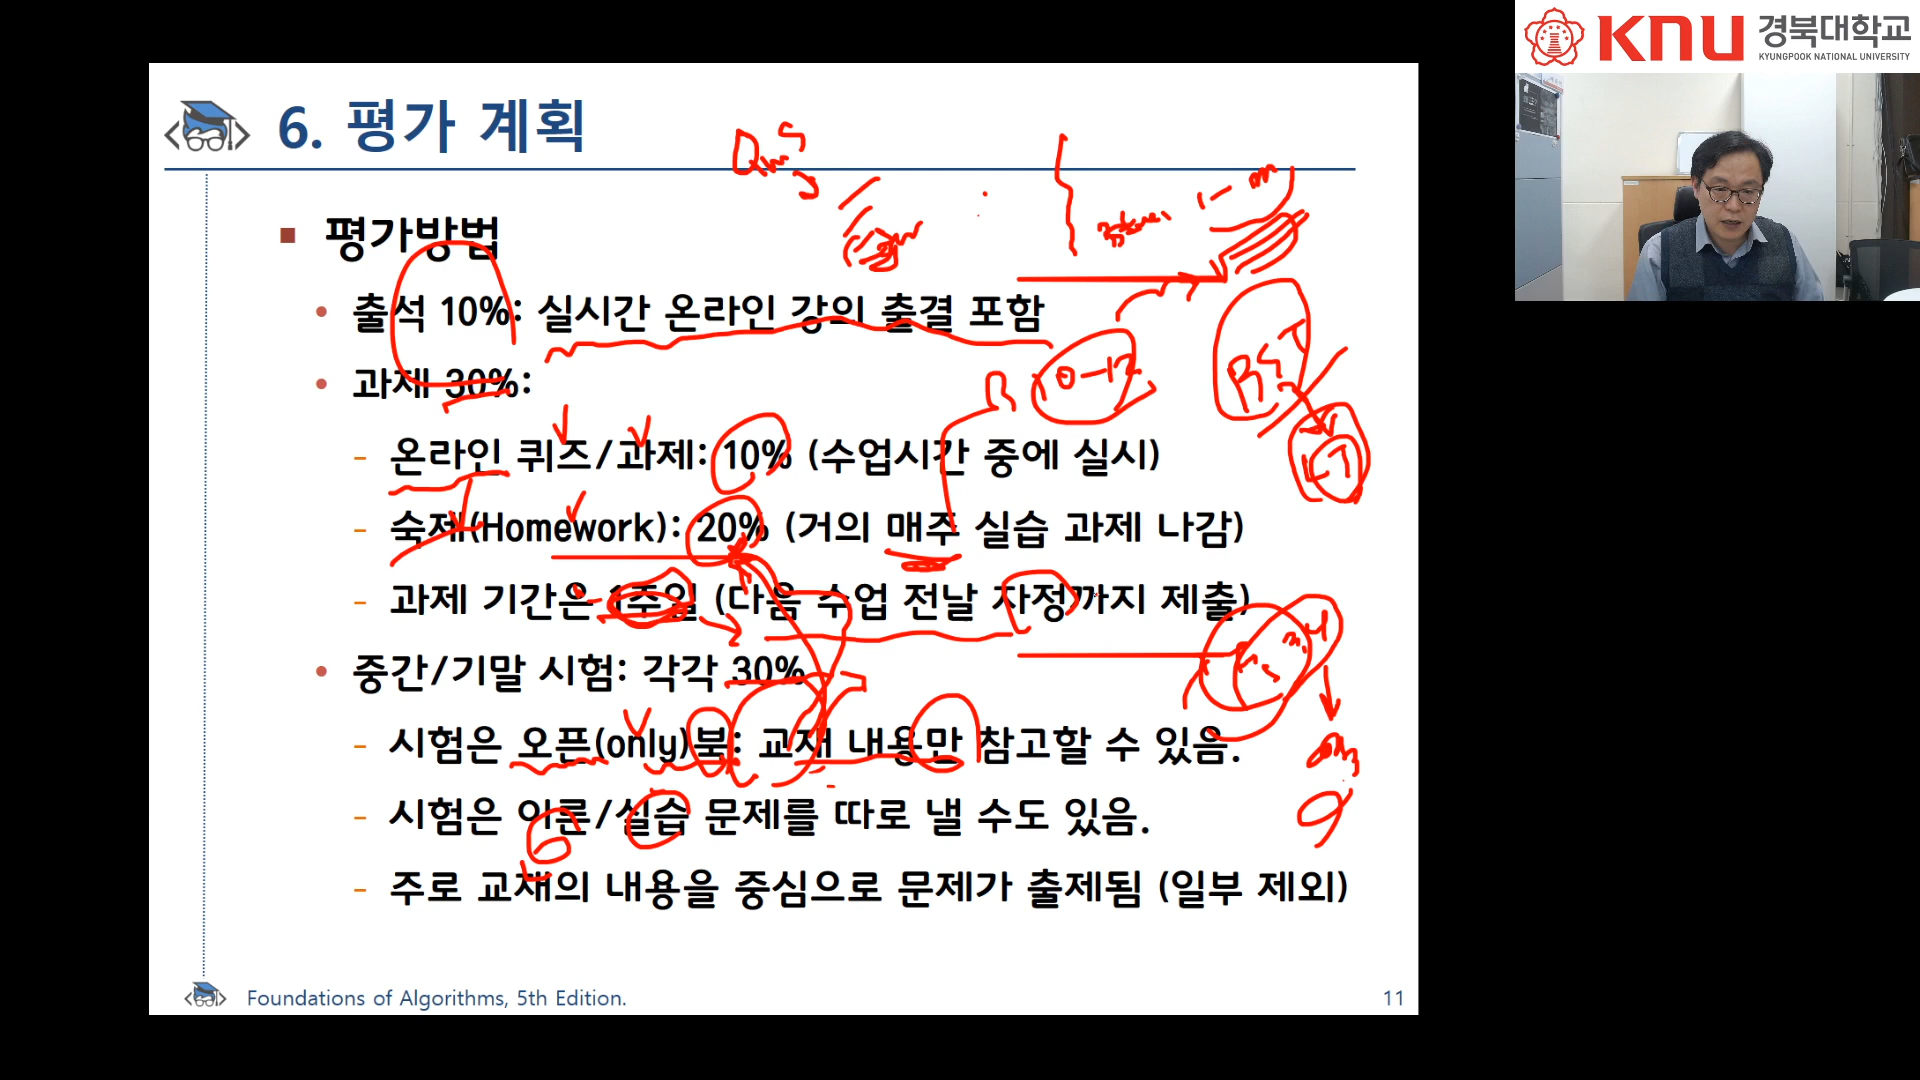 KNU 경북대학교
KYUNGPOOK NATIONAL UNIVERSITY
6. 평가 계획
평가방법
출석 10%: 실시간 온라인 강의 출결 포함
과제 30%:
10-12
온라인 퀴즈/과제: 10% (수업시간 중에 실시)
숙제(Homework): 20% (거의 매주 실습 과제 나감)
과제 기간은 1주일 (다음 수업 전날 자정까지 제출)
중간/기말 시험: 각각 30%
시험은 오픈(only)북: 교재 내용만 참고할 수 있음.
시험은 이론/실습 문제를 따로 낼 수도 있음.
주로 교재의 내용을 중심으로 문제가 출제됨 (일부 제외)
Foundations of Algorithms, 5th Edition.
11